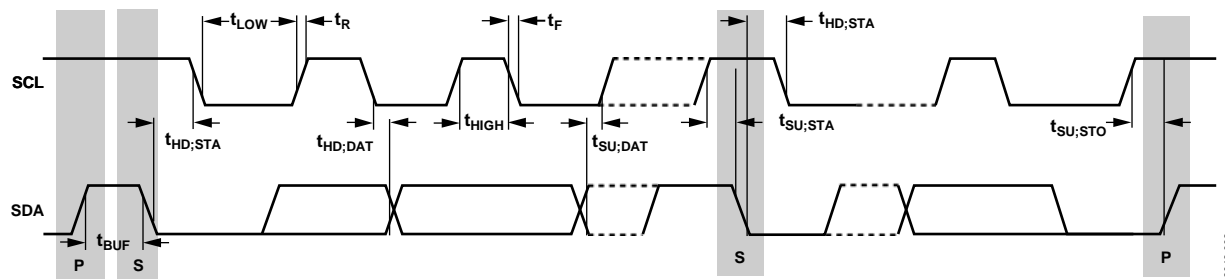 tLOW tR tF tHD;STA
SCL
tHD;STA tHD;DAT tHIGH tSU;DAT tSU;STA tSU;STO
SDA
tBUF
P S S P